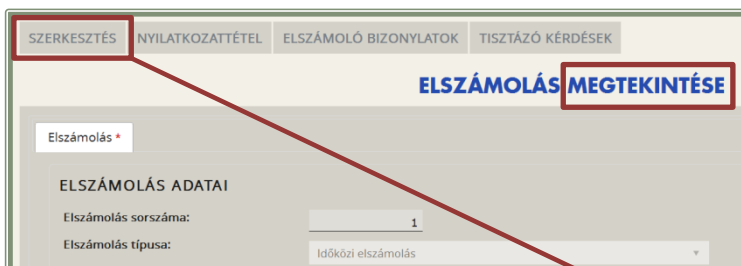 SZERKESZTÉS NYILATKOZATTÉTEL ELSZÁMOLÓ BIZONYLATOK TISZTÁZÓ KÉRDÉSEK
ELSZÁMOLÁS MEGTEKINTÉSE
Elszámolás *
ELSZÁMOLÁS ADATAI
Elszámolás sorszáma: 1
Elszámolás típusa: Időközi elszámolás